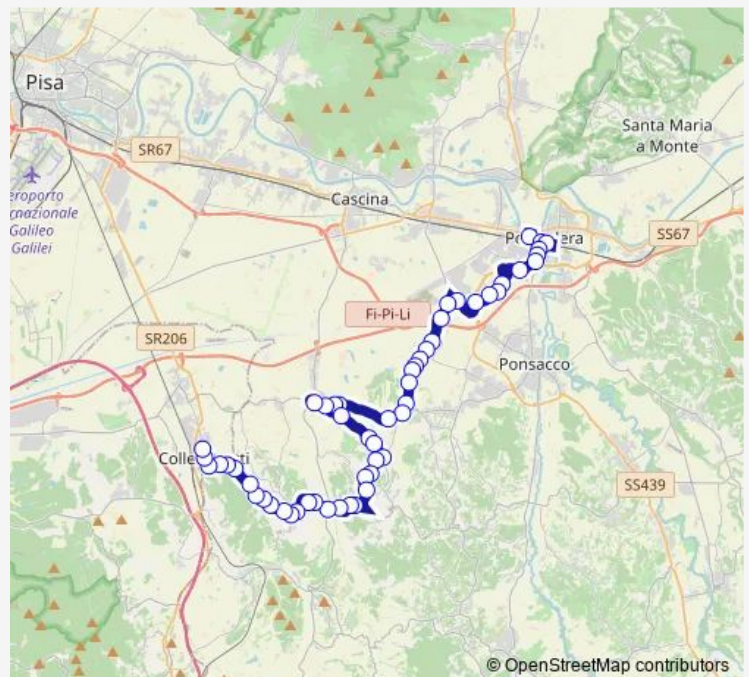 Pisa
Santa Maria
a Monte
SR67
Cascina
eroporto
rnazionale
Galileo
Galilei
SS67
Fi-Pi-Li
SR206
Ponsacco
SS439
© OpenStreetMap contributors